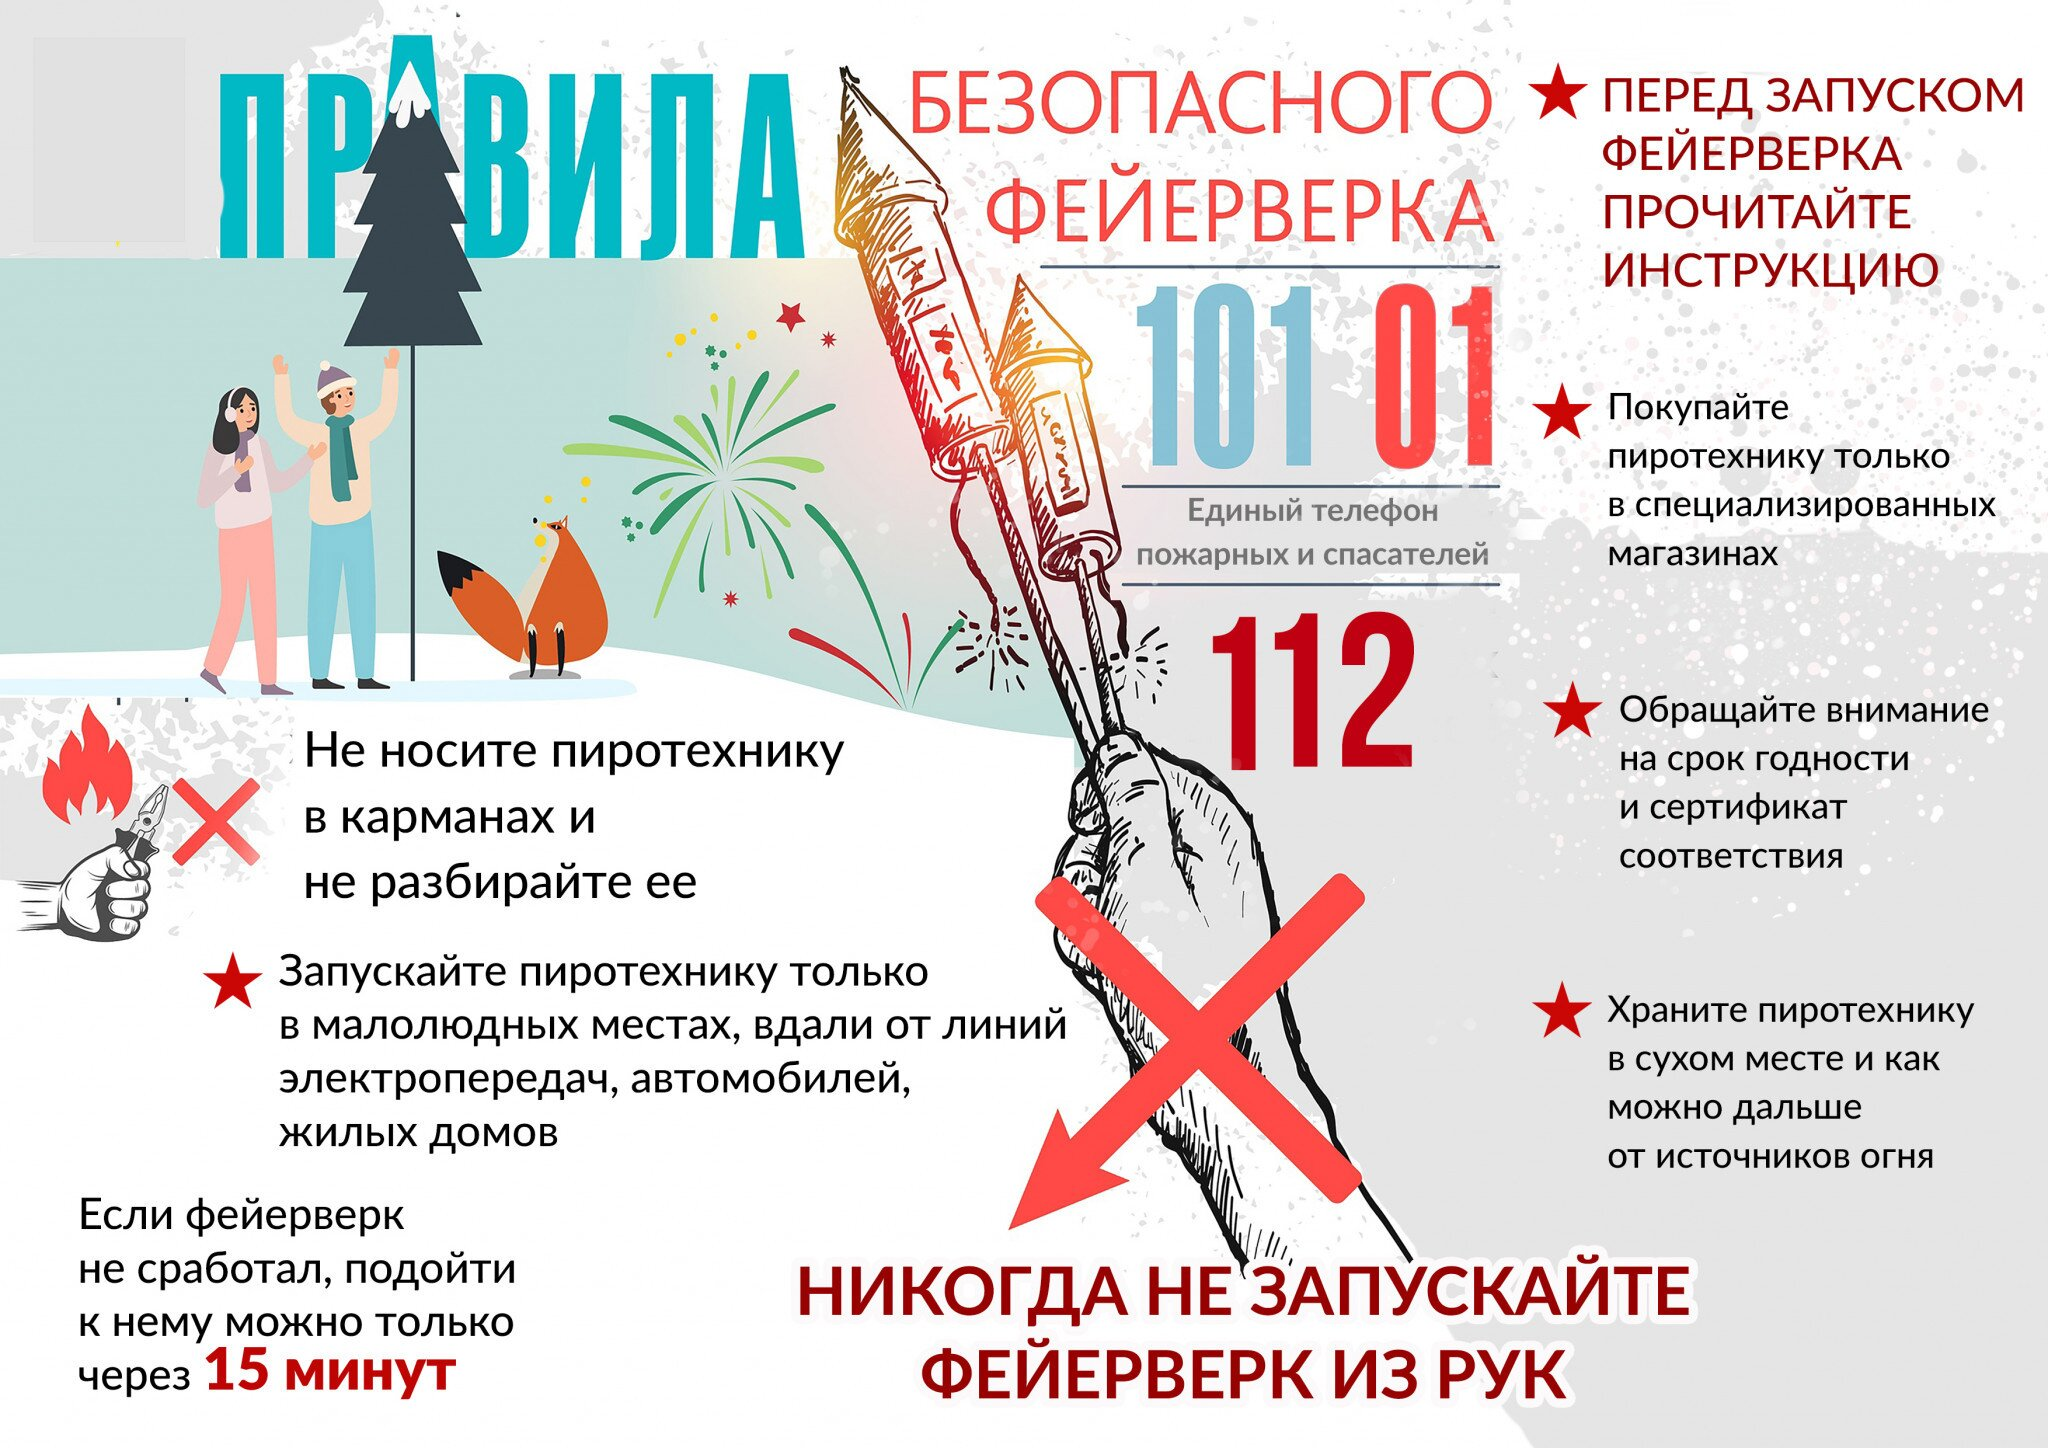 ПРАВИЛА
БЕЗОПАСНОГО
ФЕЙЕРВЕРКА
101 01
Единый телефон
пожарных и спасателей
112
ПЕРЕД ЗАПУСКОМ
ФЕЙЕРВЕРКА
ПРОЧИТАЙТЕ
ИНСТРУКЦИЮ
Покупайте
пиротехнику только
в специализированных
магазинах
Обращайте внимание
на срок годности
и сертификат
соответствия
Храните пиротехнику
в сухом месте и как
можно дальше
от источников огня
Не носите пиротехнику
в карманах и
не разбирайте ее
Запускайте пиротехнику только
в малолюдных местах, вдали от линий
электропередач, автомобилей,
жилых домов
Если фейерверк
не сработал, подойти
к нему можно только
через 15 минут
НИКОГДА НЕ ЗАПУСКАЙТЕ
ФЕЙЕРВЕРК ИЗ РУК